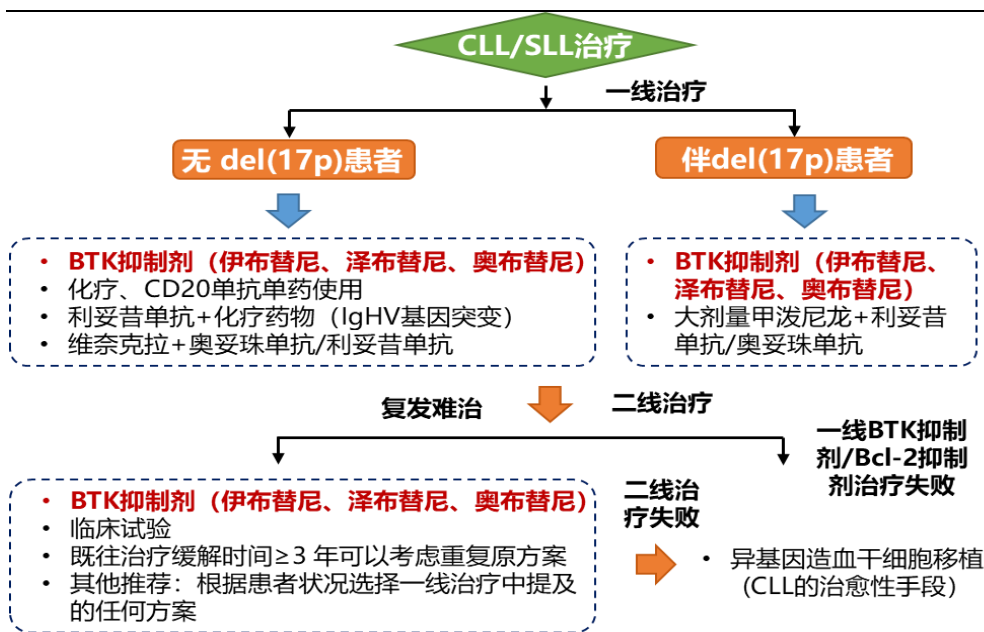 CLL/SLL治疗
一线治疗
无 del(17p)患者
伴del(17p)患者
• BTK抑制剂（伊布替尼、泽布替尼、奥布替尼）
• 化疗、CD20单抗单药使用
• 利妥昔单抗+化疗药物（IgHV基因突变）
• 维奈克拉+奥妥珠单抗/利妥昔单抗
• BTK抑制剂（伊布替尼、
泽布替尼、奥布替尼）
• 大剂量甲泼尼龙+利妥昔
单抗/奥妥珠单抗
复发难治
二线治疗
一线BTK抑制
剂/Bcl-2抑制
剂治疗失败
• BTK抑制剂（伊布替尼、泽布替尼、奥布替尼）
• 临床试验
• 既往治疗缓解时间≥3 年可以考虑重复原方案
• 其他推荐：根据患者状况选择一线治疗中提及
的任何方案
二线治
疗失败
• 异基因造血干细胞移植
(CLL的治愈性手段）